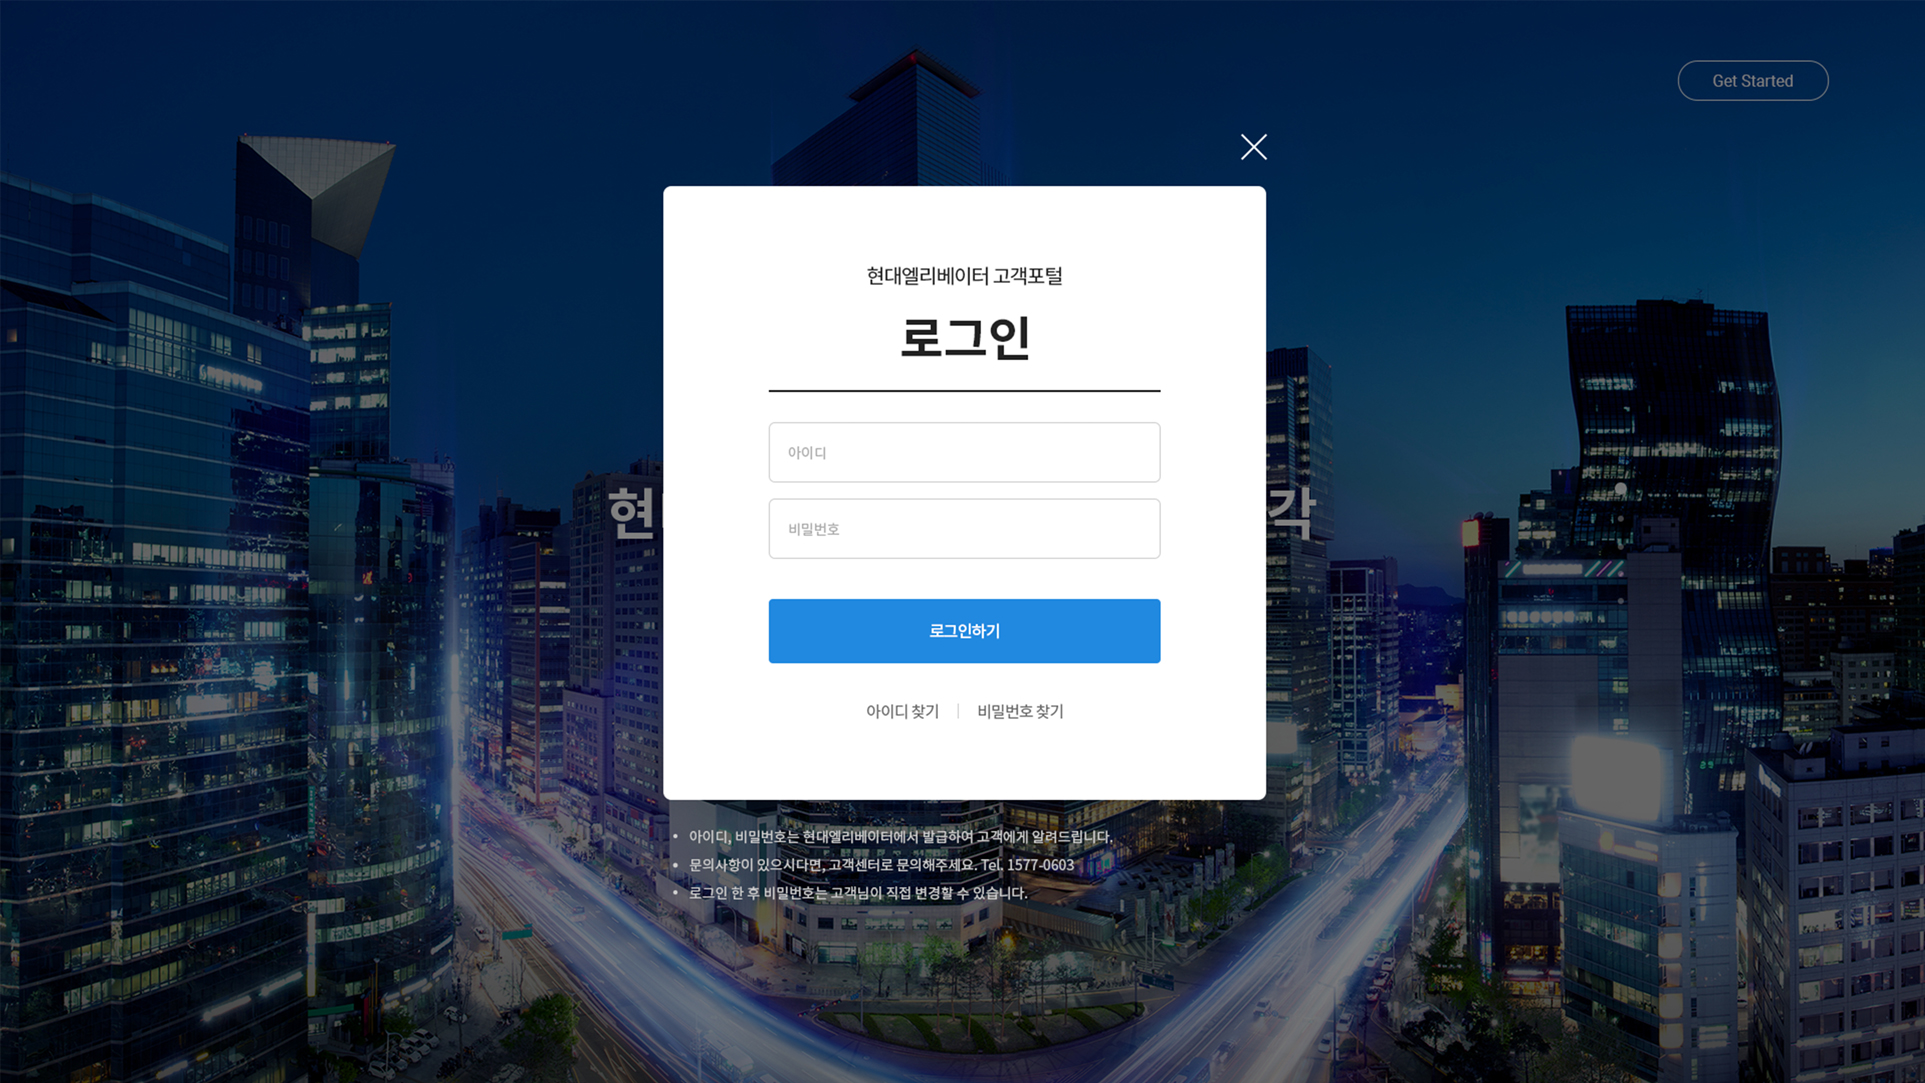 Get Started
현대엘리베이터 고객포털
로그인
아이디
현
각
비밀번호
로그인하기
아이디 찾기
비밀번호 찾기
• 아이디, 비밀번호는 현대엘리베이터에서 발급하여 고객에게 알려드립니다.
• 문의사항이 있으시다면, 고객센터로 문의해주세요. Tel. 1577-0603
• 로그인 한 후 비밀번호는 고객님이 직접 변경할 수 있습니다.